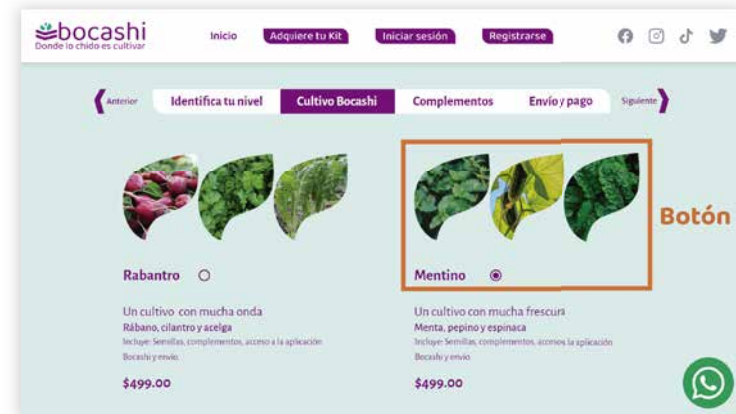 bocashi
Donde lo chido es cultivar
Inicio
Adquiere tu Kit
Iniciar sesión
Registrarse
Anterior
Identifica tu nivel
Cultivo Bocashi
Complementos
Envío y pago
Siguiente
Botón
Rabantro
Mentino
Un cultivo con mucha onda
Rábano, cilantro y acelga
Incluye: Semillas, complementos, acceso a la aplicación
Bocashi y envío.
$499.00
Un cultivo con mucha frescura
Menta, pepino y espinaca
Incluye: Semillas, complementos, accesos la aplicación
Bocashi y envío
$499.00